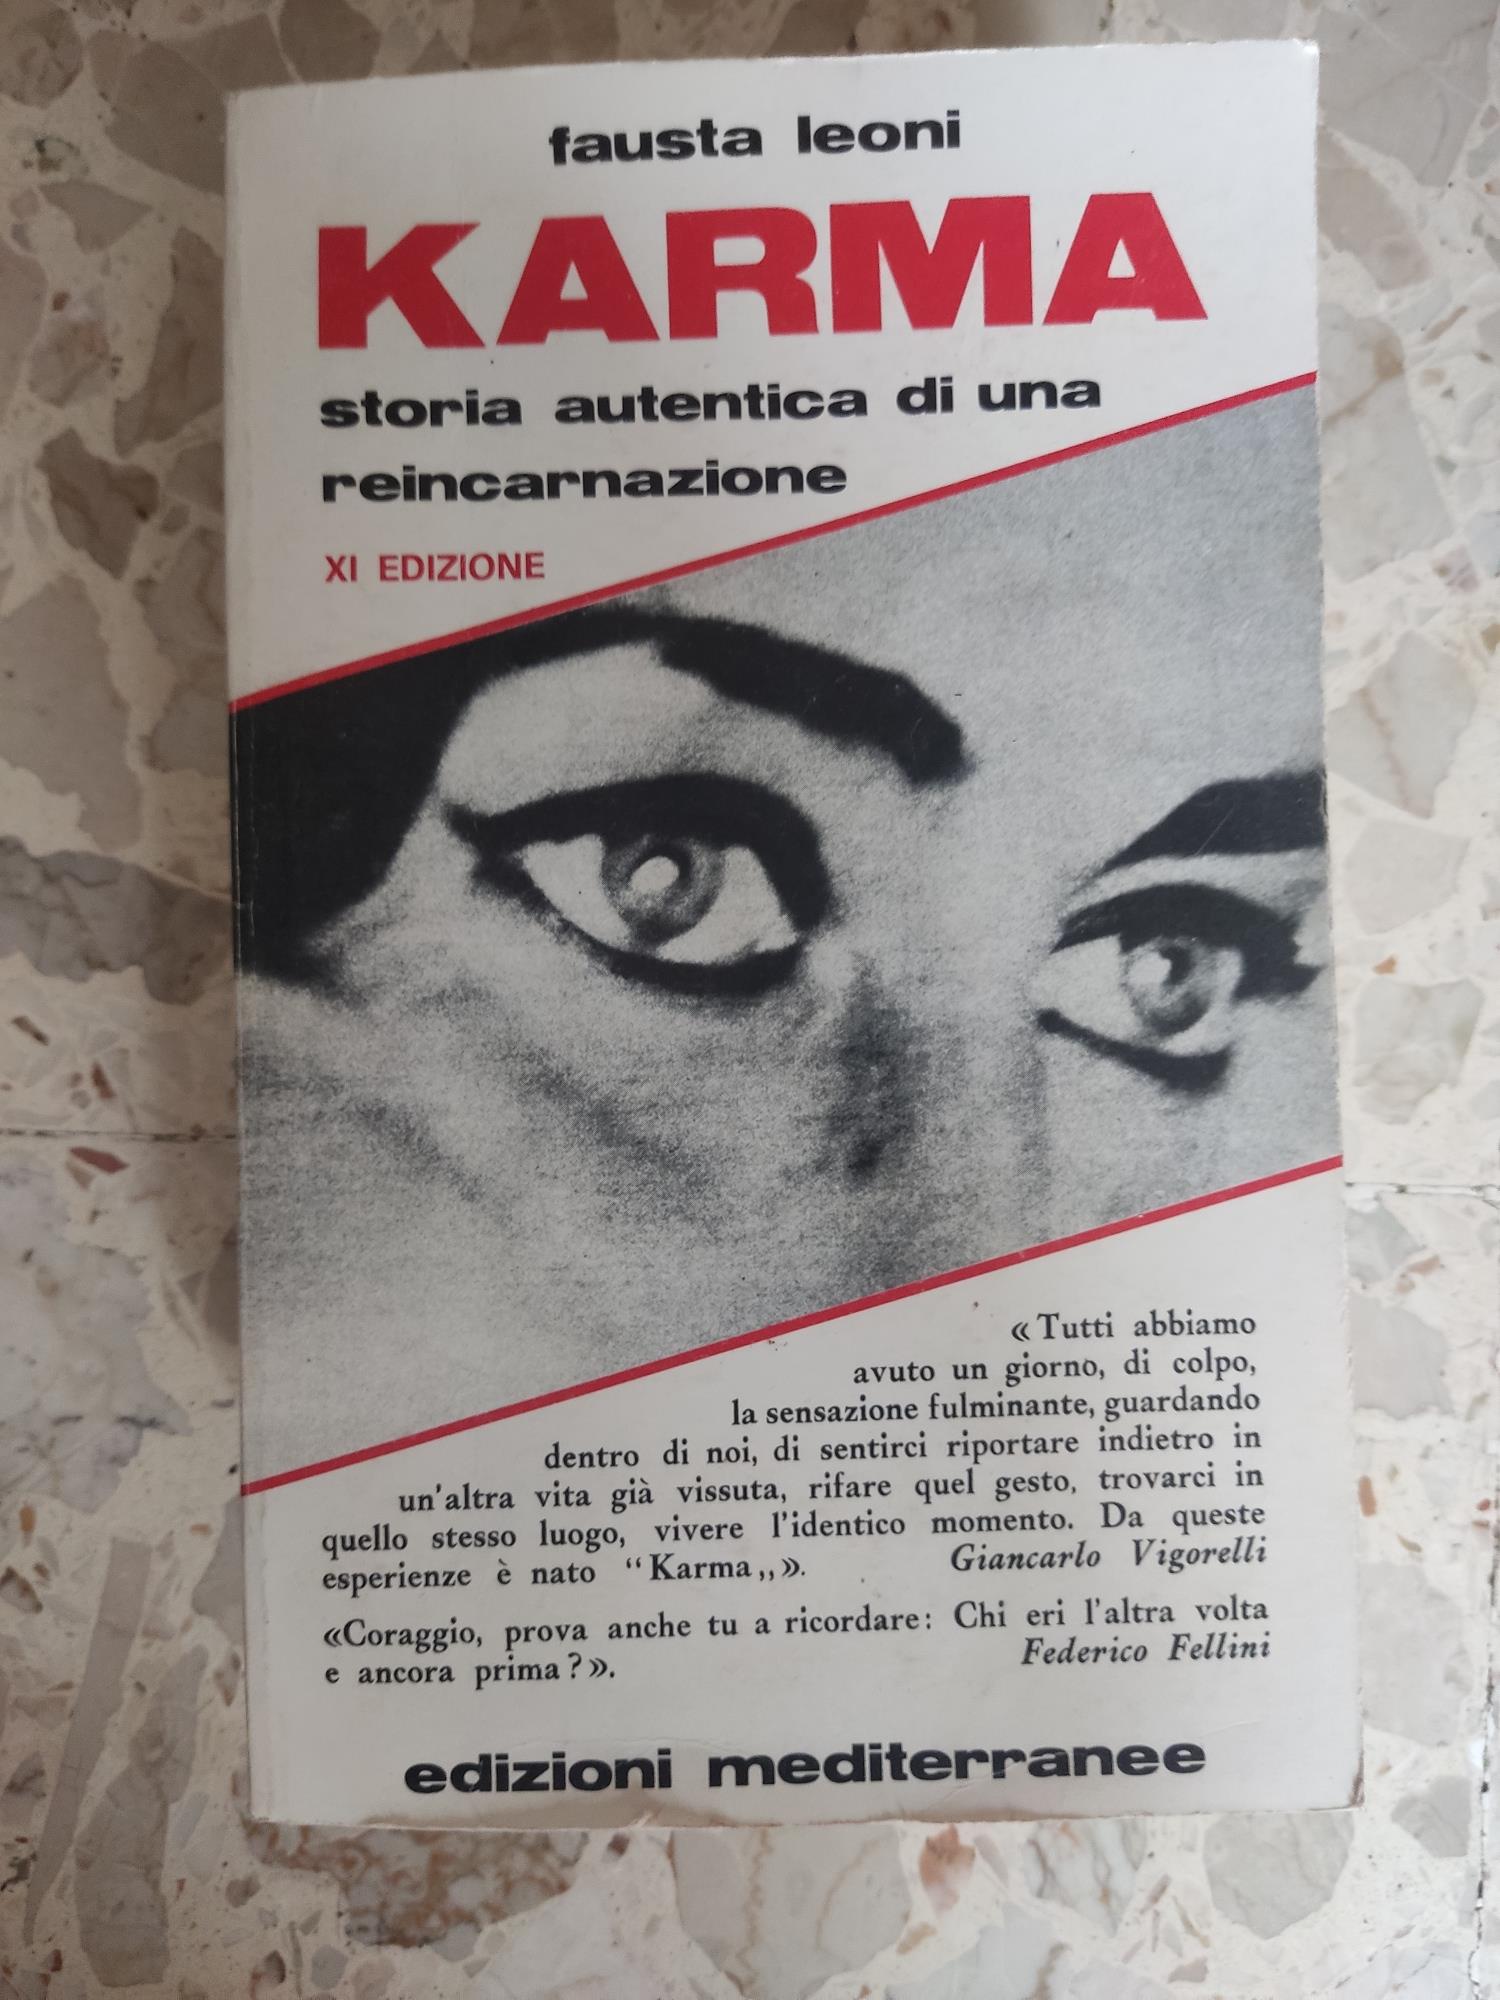 fausta leoni
KARMA
storia autentica di una
reincarnazione
XI EDIZIONE
« Tutti abbiamo
avuto un giorno, di colpo,
la sensazione fulminante, guardando
dentro di noi, di sentirci riportare indietro in
un'altra vita già vissuta, rifare quel gesto, trovarci in
quello stesso luogo, vivere l'identico momento. Da queste
esperienze è nato “Karma„». Giancarlo Vigorelli
«Coraggio, prova anche tu a ricordare: Chi eri l'altra volta
e ancora prima?». Federico Fellini
edizioni mediterranee